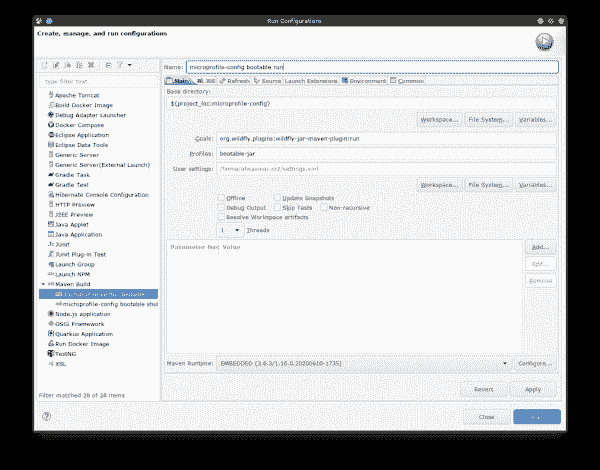 Run Configurations
Create, manage, and run configurations
type filter text
Apache Tomcat
Build Docker Image
Debug Adapter Launcher
Docker Compose
Eclipse Application
Eclipse Data Tools
Generic Server
Generic Server(External Launch)
Gradle Task
Gradle Test
Hibernate Console Configuration
HTTP Preview
J2EE Preview
Java Applet
Java Application
JUnit
JUnit Plug-in Test
Launch Group
Launch NPM
Maven Build
microprofile-config bootable shu
Node.js application
OSGi Framework
Quarkus Application
Run Docker Image
TestNG
XSL
Filter matched 28 of 28 items
Name: microprofile-config bootable run
Main JRE Refresh Source Launch Extensions Environment Common
Base directory:
${project_loc:microprofile-config}
Workspace... File System... Variables...
Goals: org.wildfly.plugins:wildfly-jar-maven-plugin:run
Profiles: bootable-jar
User settings: /settings.xml
Workspace... File System... Variables...
Offline Update Snapshots
Debug Output Skip Tests Non-recursive
Resolve Workspace artifacts
1 Threads
Parameter Name Value
Add...
Edit...
Remove
Maven Runtime: EMBEDDED (3.6.3/1.16.0.20200610-1735) Configure...
Revert Apply
Close